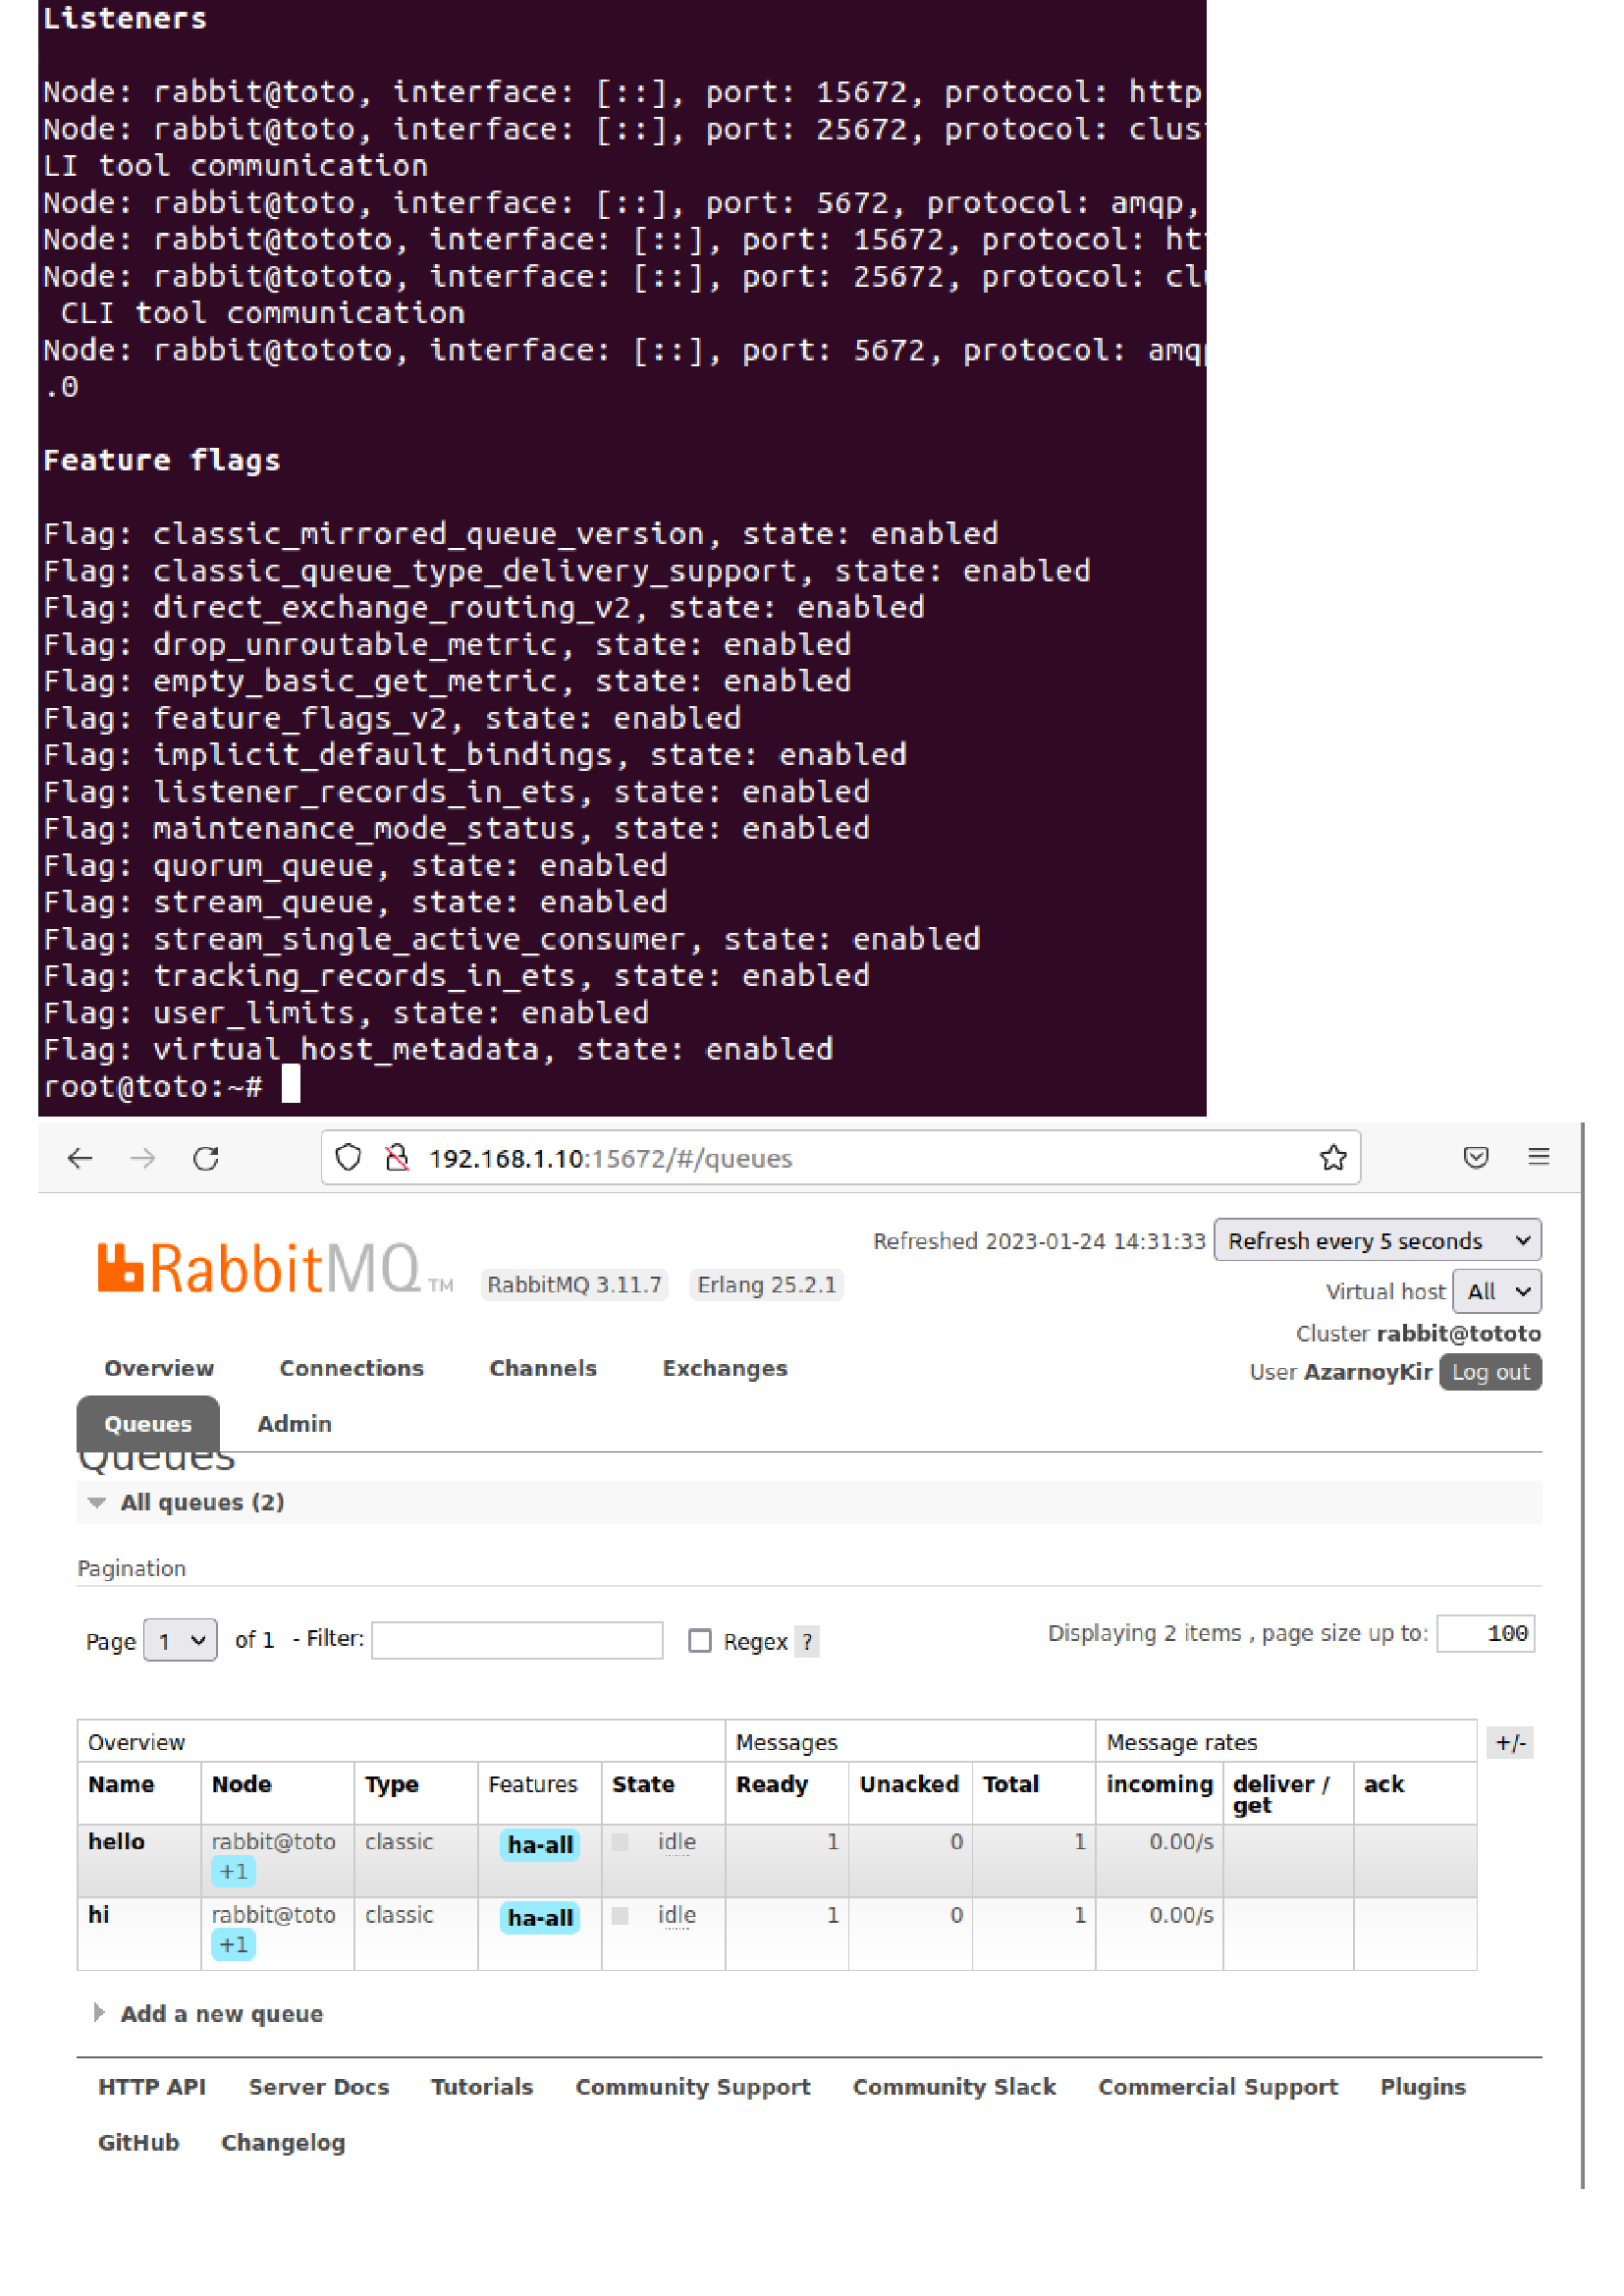 Listeners
Node: rabbit@toto, interface: [::], port: 15672, protocol: http
Node: rabbit@toto, interface: [::], port: 25672, protocol: clus
LI tool communication
Node: rabbit@toto, interface: [::], port: 5672, protocol: amqp,
Node: rabbit@tototo, interface: [::], port: 15672, protocol: ht
Node: rabbit@tototo, interface: [::], port: 25672, protocol: cl
CLI tool communication
Node: rabbit@tototo, interface: [::], port: 5672, protocol: amq
.0
Feature flags
Flag: classic_mirrored_queue_version, state: enabled
Flag: classic_queue_type_delivery_support, state: enabled
Flag: direct_exchange_routing_v2, state: enabled
Flag: drop_unroutable_metric, state: enabled
Flag: empty_basic_get_metric, state: enabled
Flag: feature_flags_v2, state: enabled
Flag: implicit_default_bindings, state: enabled
Flag: listener_records_in_ets, state: enabled
Flag: maintenance_mode_status, state: enabled
Flag: quorum_queue, state: enabled
Flag: stream_queue, state: enabled
Flag: stream_single_active_consumer, state: enabled
Flag: tracking_records_in_ets, state: enabled
Flag: user_limits, state: enabled
Flag: virtual_host_metadata, state: enabled
root@toto:~#
192.168.1.10:15672/#/queues
Refreshed 2023-01-24 14:31:33 Refresh every 5 seconds
RabbitMQ TM RabbitMQ 3.11.7 Erlang 25.2.1
Virtual host All
Cluster rabbit@tototo
User AzarnoyKir Log out
Overview Connections Channels Exchanges
Queues Admin
Queues
All queues (2)
Pagination
Page 1 of 1 - Filter: Regex ? Displaying 2 items , page size up to: 100
Overview Messages Message rates +/-
Name Node Type Features State Ready Unacked Total incoming deliver / get ack
hello rabbit@toto +1 classic ha-all idle 1 0 1 0.00/s
hi rabbit@toto +1 classic ha-all idle 1 0 1 0.00/s
Add a new queue
HTTP API Server Docs Tutorials Community Support Community Slack Commercial Support Plugins
GitHub Changelog